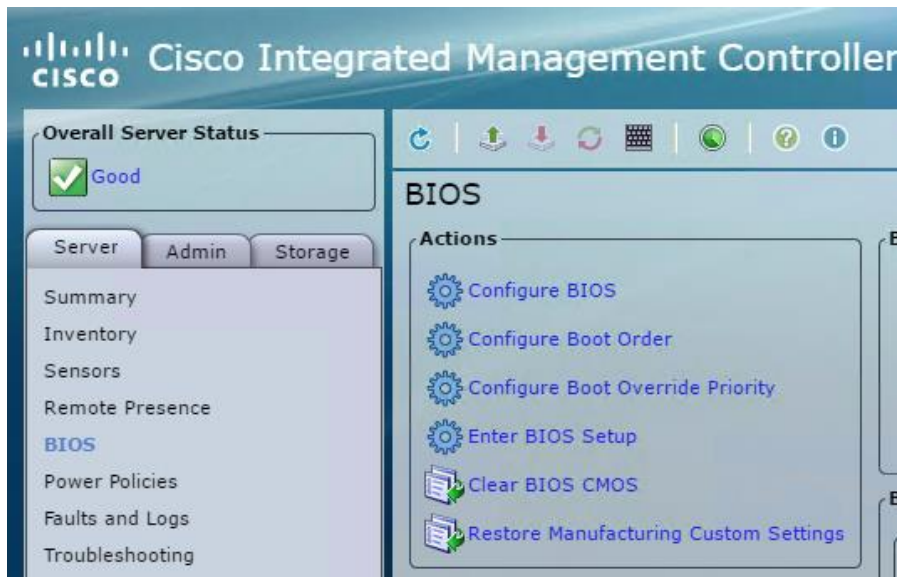 CISCO
Cisco Integrated Management Controller
Overall Server Status
Good
Server
Admin
Storage
Summary
Inventory
Sensors
Remote Presence
BIOS
Power Policies
Faults and Logs
Troubleshooting
BIOS
Actions
Configure BIOS
Configure Boot Order
Configure Boot Override Priority
Enter BIOS Setup
Clear BIOS CMOS
Restore Manufacturing Custom Settings